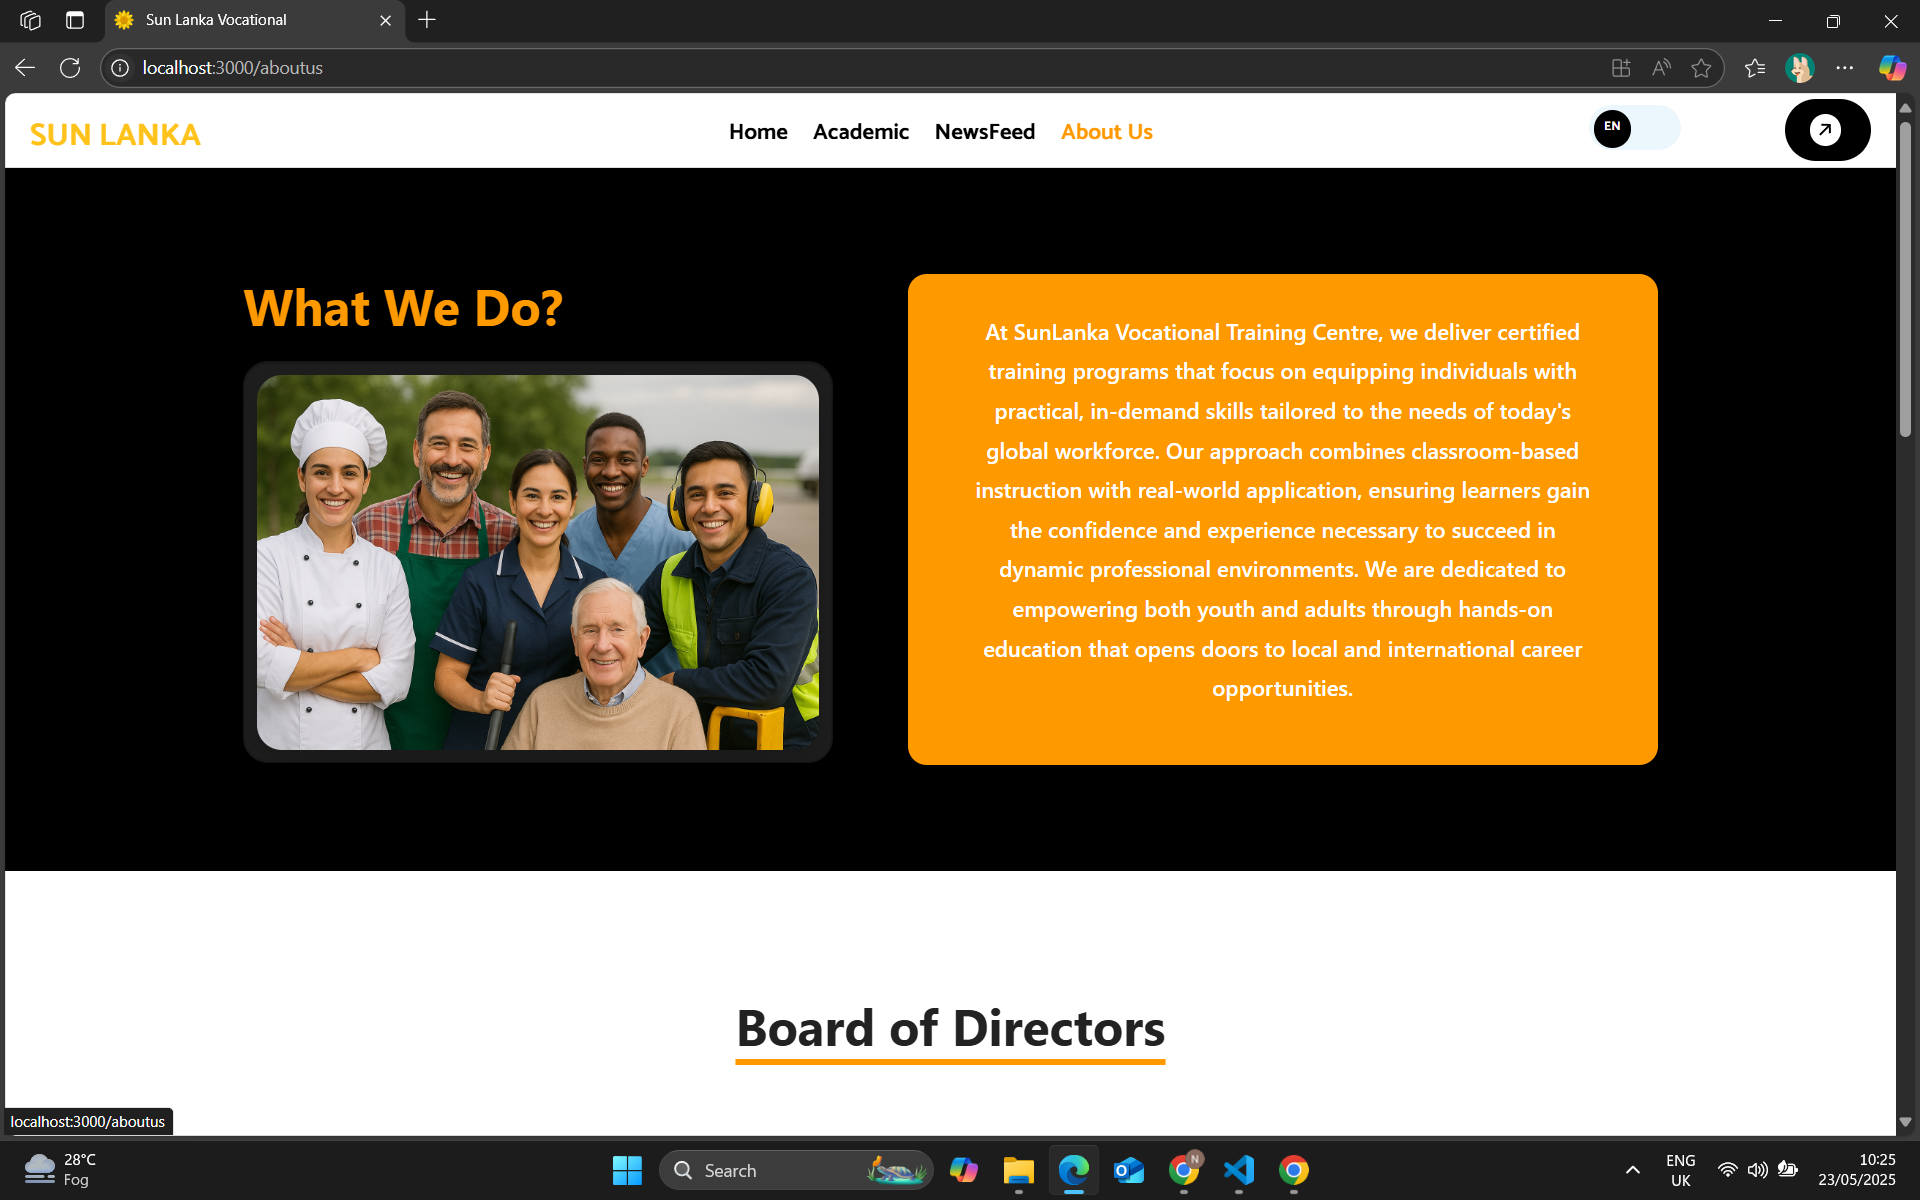 Sun Lanka Vocational
localhost:3000/aboutus
SUN LANKA
Home Academic NewsFeed About Us
EN
What We Do?
At SunLanka Vocational Training Centre, we deliver certified
training programs that focus on equipping individuals with
practical, in-demand skills tailored to the needs of today's
global workforce. Our approach combines classroom-based
instruction with real-world application, ensuring learners gain
the confidence and experience necessary to succeed in
dynamic professional environments. We are dedicated to
empowering both youth and adults through hands-on
education that opens doors to local and international career
opportunities.
Board of Directors
localhost:3000/aboutus
28°C
Fog
Search
N
ENG
UK
10:25
23/05/2025